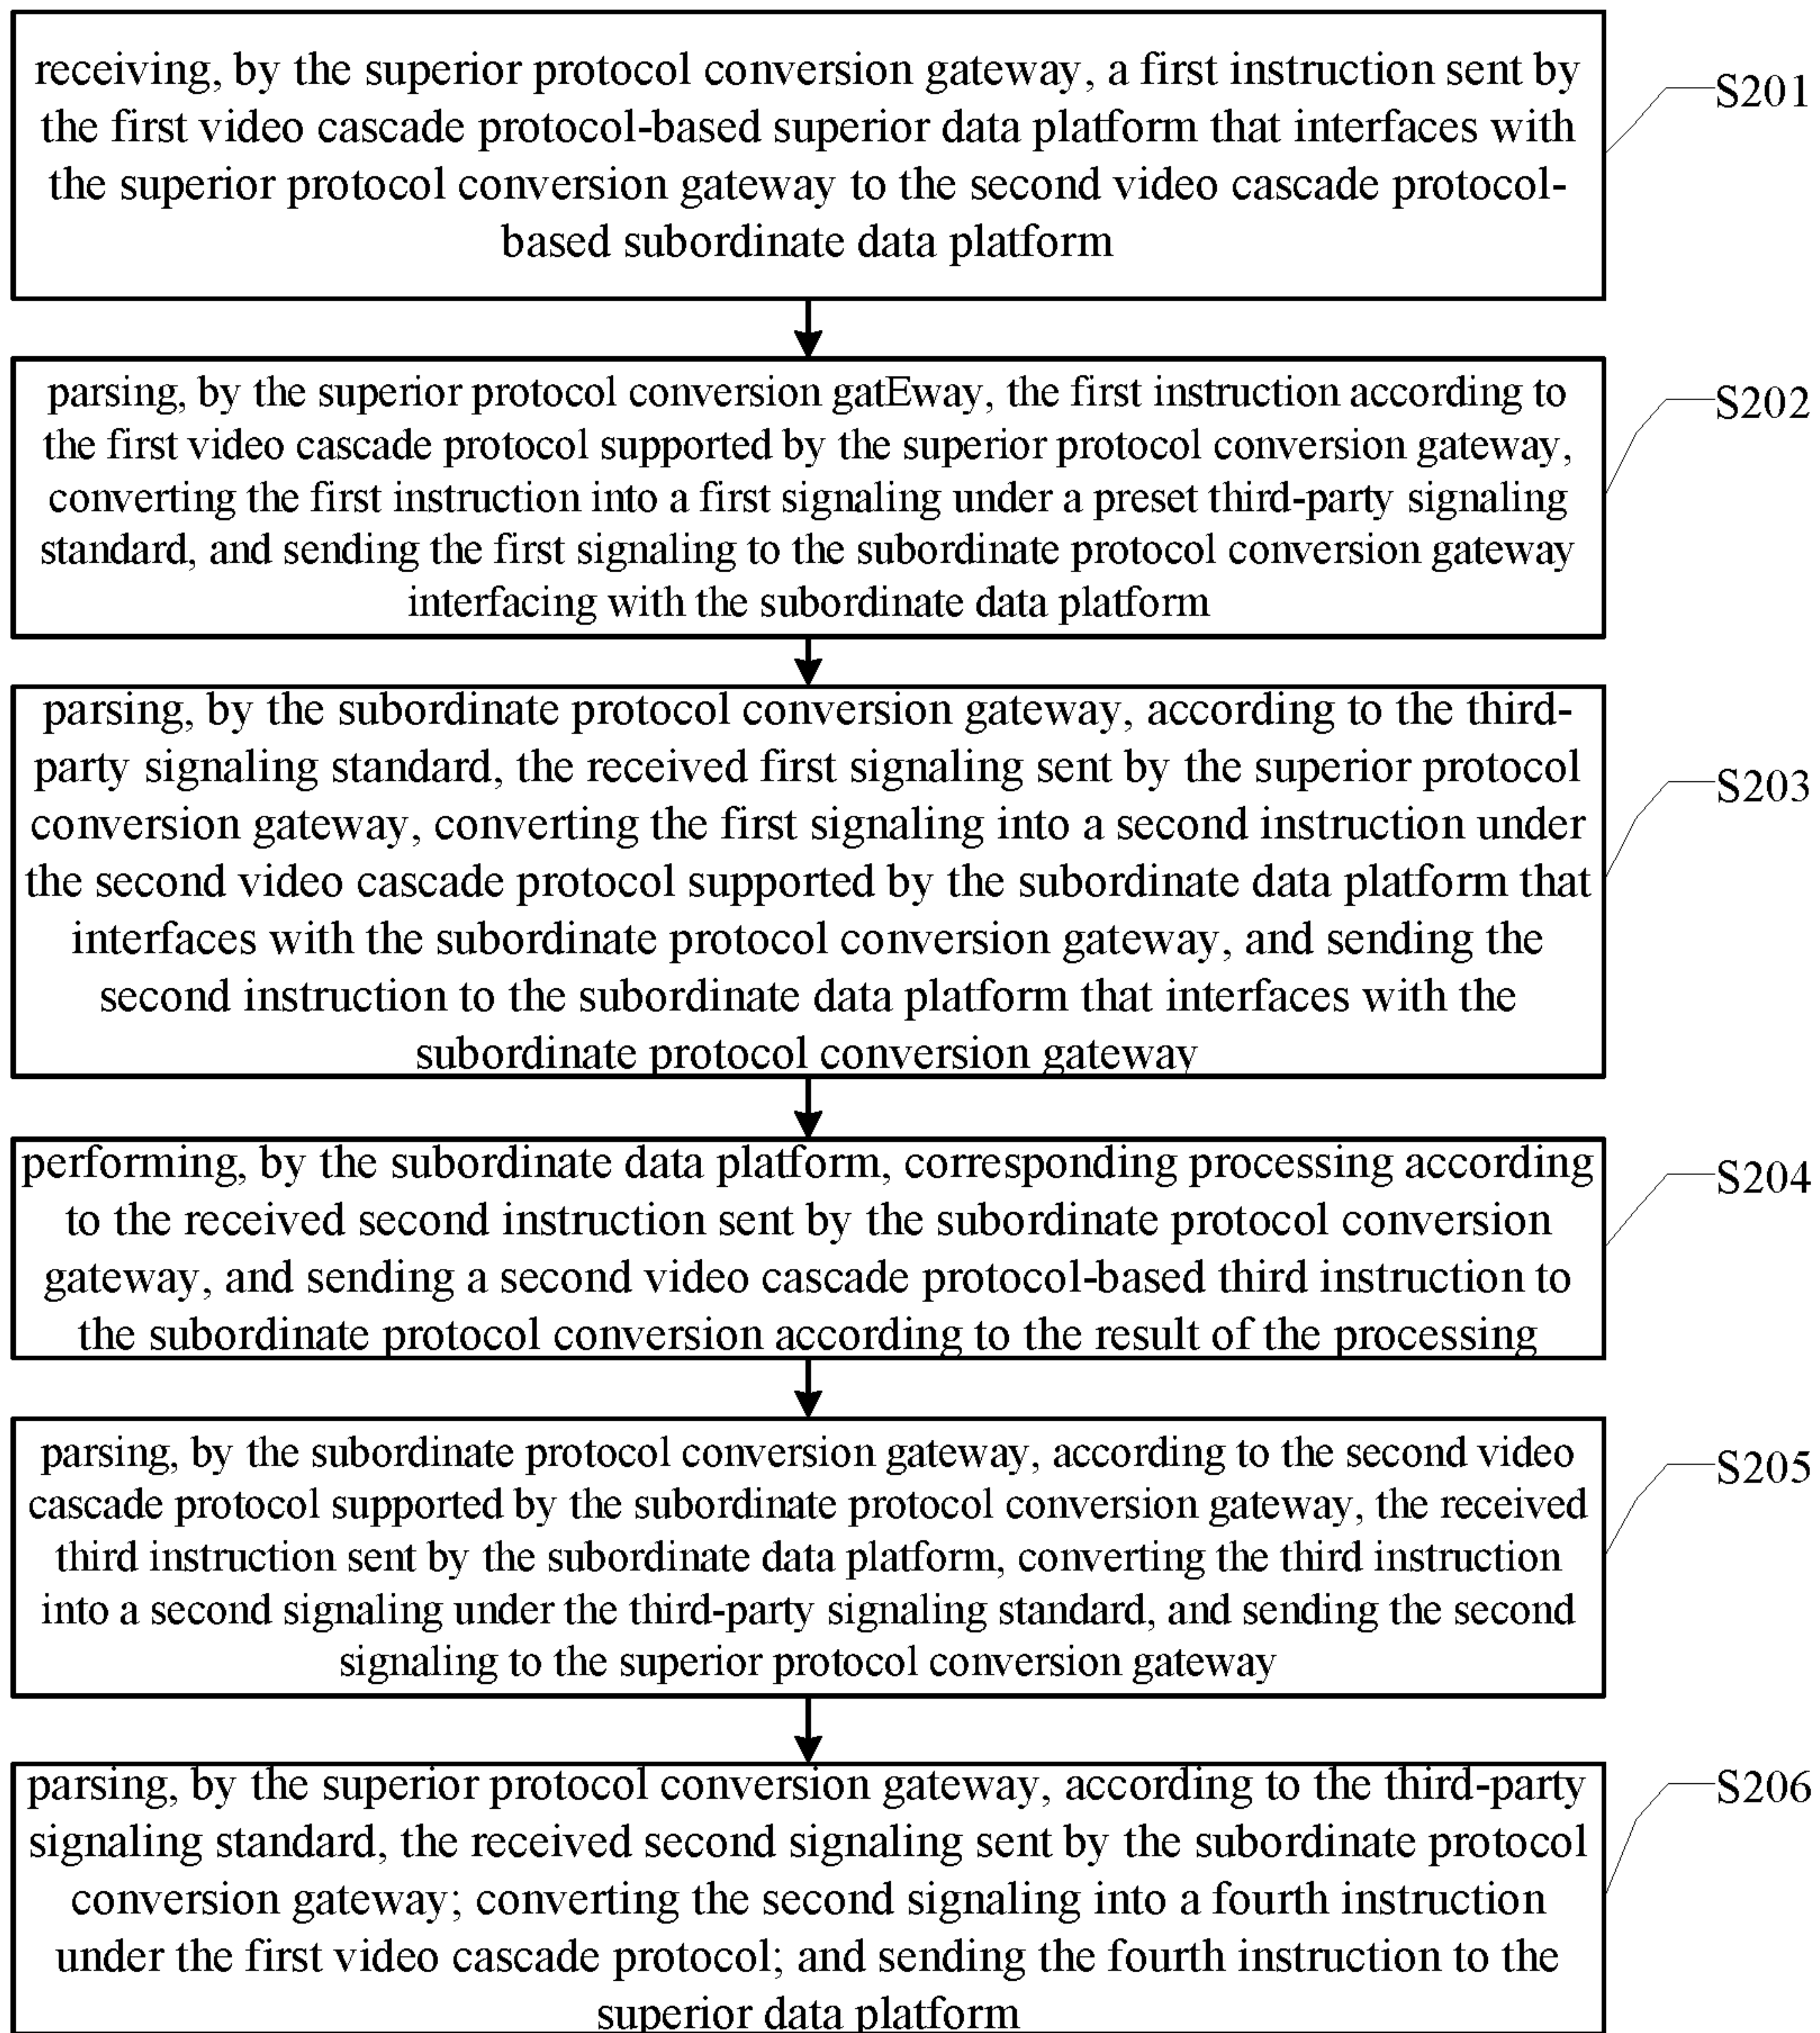 receiving, by the superior protocol conversion gateway, a first instruction sent by
the first video cascade protocol-based superior data platform that interfaces with
the superior protocol conversion gateway to the second video cascade protocol-
based subordinate data platform
S201
parsing, by the superior protocol conversion gatEway, the first instruction according to
the first video cascade protocol supported by the superior protocol conversion gateway,
converting the first instruction into a first signaling under a preset third-party signaling
standard, and sending the first signaling to the subordinate protocol conversion gateway
interfacing with the subordinate data platform
S202
parsing, by the subordinate protocol conversion gateway, according to the third-
party signaling standard, the received first signaling sent by the superior protocol
conversion gateway, converting the first signaling into a second instruction under
the second video cascade protocol supported by the subordinate data platform that
interfaces with the subordinate protocol conversion gateway, and sending the
second instruction to the subordinate data platform that interfaces with the
subordinate protocol conversion gateway
S203
performing, by the subordinate data platform, corresponding processing according
to the received second instruction sent by the subordinate protocol conversion
gateway, and sending a second video cascade protocol-based third instruction to
the subordinate protocol conversion according to the result of the processing
S204
parsing, by the subordinate protocol conversion gateway, according to the second video
cascade protocol supported by the subordinate protocol conversion gateway, the received
third instruction sent by the subordinate data platform, converting the third instruction
into a second signaling under the third-party signaling standard, and sending the second
signaling to the superior protocol conversion gateway
S205
parsing, by the superior protocol conversion gateway, according to the third-party
signaling standard, the received second signaling sent by the subordinate protocol
conversion gateway; converting the second signaling into a fourth instruction
under the first video cascade protocol; and sending the fourth instruction to the
superior data platform
S206